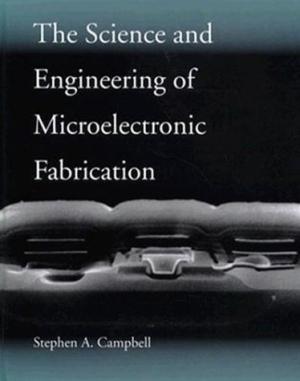 The Science and
Engineering of
Microelectronic
Fabrication
Stephen A. Campbell